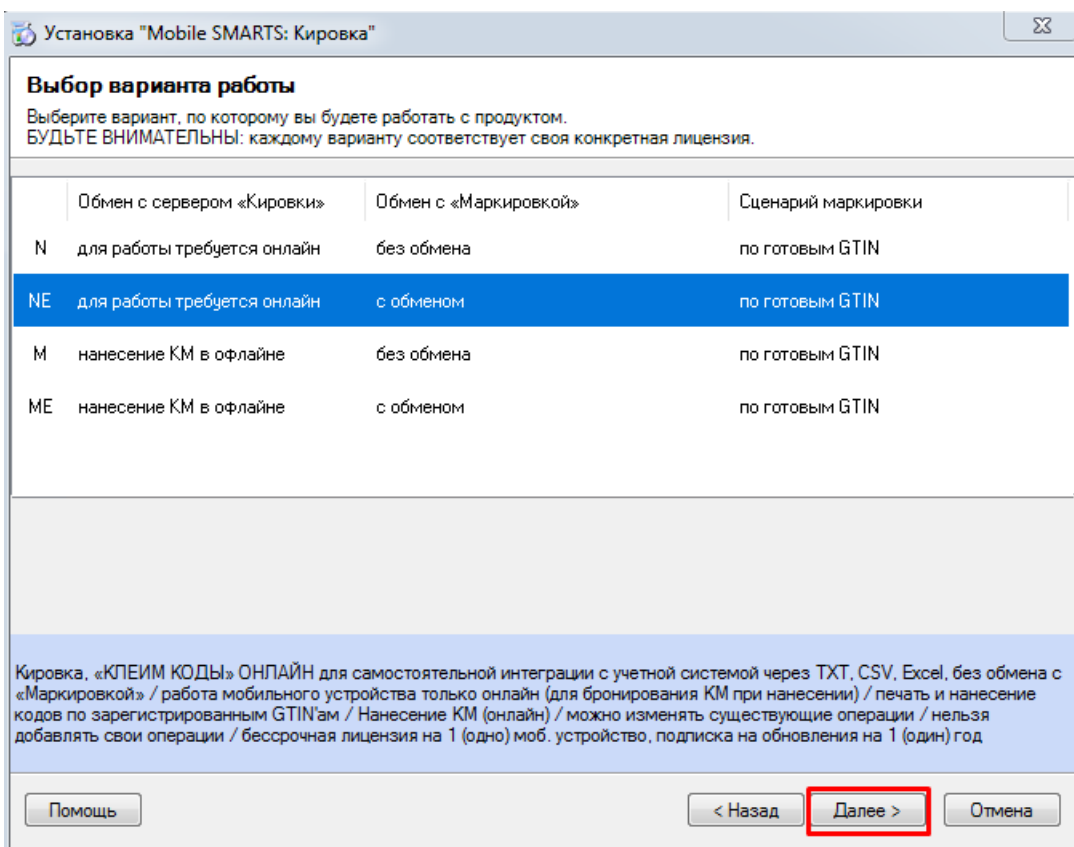 Установка "Mobile SMARTS: Кировка"
Выбор варианта работы
Выберите вариант, по которому вы будете работать с продуктом.
БУДЬТЕ ВНИМАТЕЛЬНЫ: каждому варианту соответствует своя конкретная лицензия.
Обмен с сервером «Кировки» Обмен с «Маркировкой» Сценарий маркировки
N для работы требуется онлайн без обмена по готовым GTIN
NE для работы требуется онлайн с обменом по готовым GTIN
M нанесение КМ в офлайне без обмена по готовым GTIN
ME нанесение КМ в офлайне с обменом по готовым GTIN
Кировка, «КЛЕИМ КОДЫ» ОНЛАЙН для самостоятельной интеграции с учетной системой через TXT, CSV, Excel, без обмена с
«Маркировкой» / работа мобильного устройства только онлайн (для бронирования КМ при нанесении) / печать и нанесение
кодов по зарегистрированным GTIN'ам / Нанесение КМ (онлайн) / можно изменять существующие операции / нельзя
добавлять свои операции / бессрочная лицензия на 1 (одно) моб. устройство, подписка на обновления на 1 (один) год
Помощь < Назад Далее > Отмена